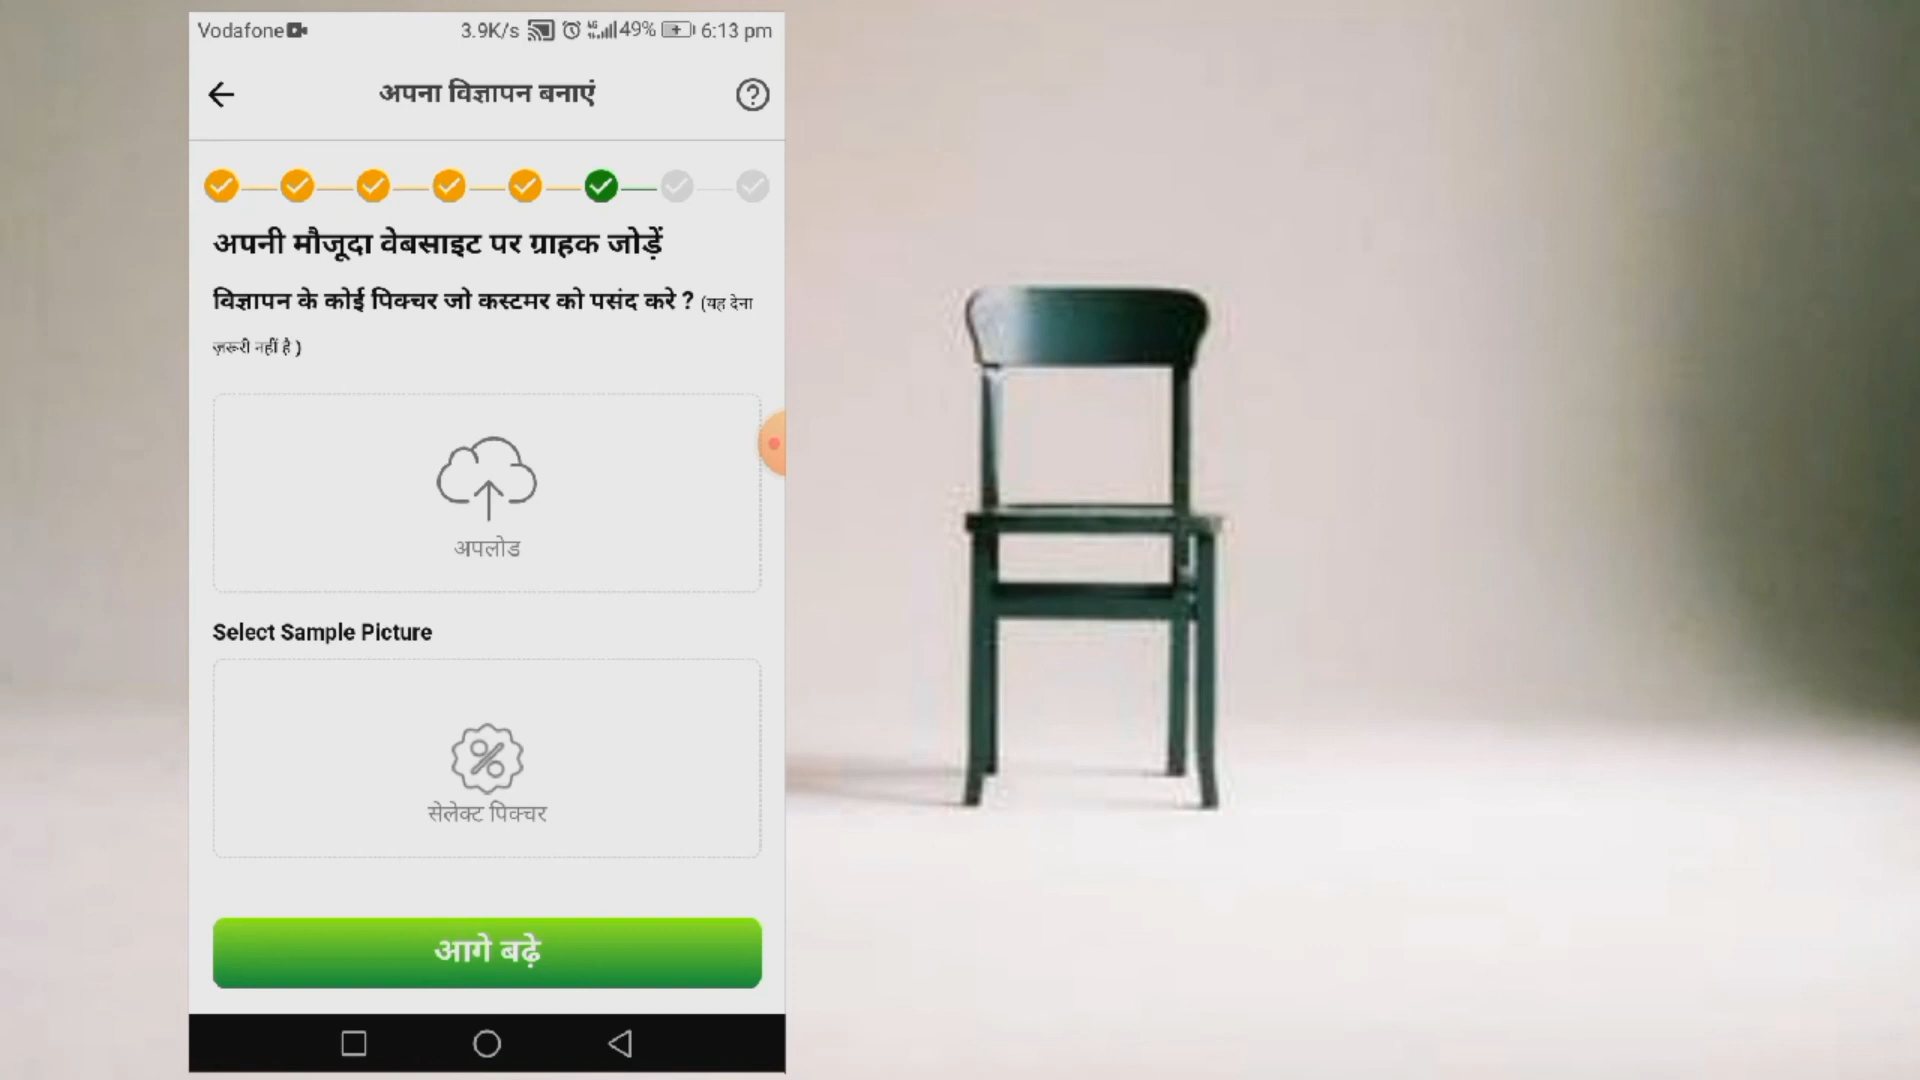 Vodafone 3.9K/s 4G 49% 6:13 pm
अपना विज्ञापन बनाएं
अपनी मौजूदा वेबसाइट पर ग्राहक जोड़ें
विज्ञापन के कोई पिक्चर जो कस्टमर को पसंद करे ? (यह देना
ज़रूरी नहीं है )
अपलोड
Select Sample Picture
सेलेक्ट पिक्चर
आगे बढ़े